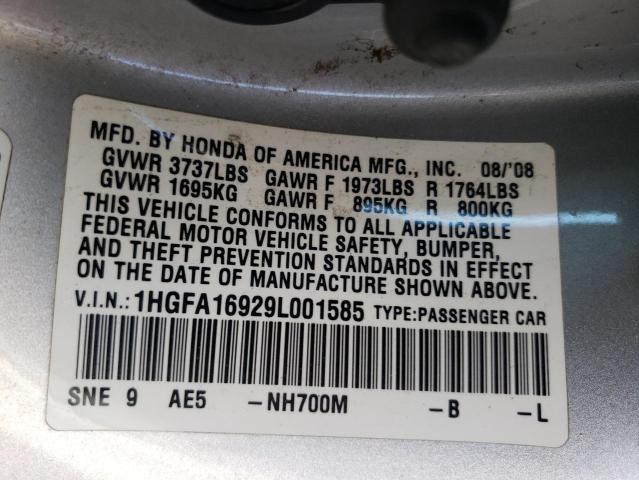 MFD. BY HONDA OF AMERICA MFG., INC. 08/'08
GVWR 3737LBS GAWR F 1973LBS R 1764LBS
GVWR 1695KG GAWR F 895KG R 800KG
THIS VEHICLE CONFORMS TO ALL APPLICABLE
FEDERAL MOTOR VEHICLE SAFETY, BUMPER,
AND THEFT PREVENTION STANDARDS IN EFFECT
ON THE DATE OF MANUFACTURE SHOWN ABOVE.
V.I.N.:1HGFA16929L001585 TYPE:PASSENGER CAR
SNE 9 AE5 -NH700M -B -L